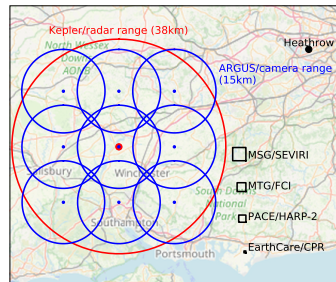 Kepler/radar range (38km)
North Wessex
Downs
AONB
Heathrow
ARGUS/camera range
(15km)
MSG/SEVIRI
Winchester
MTG/FCI
South Do
National
Park
PACE/HARP-2
Southampton
EarthCare/CPR
Portsmouth